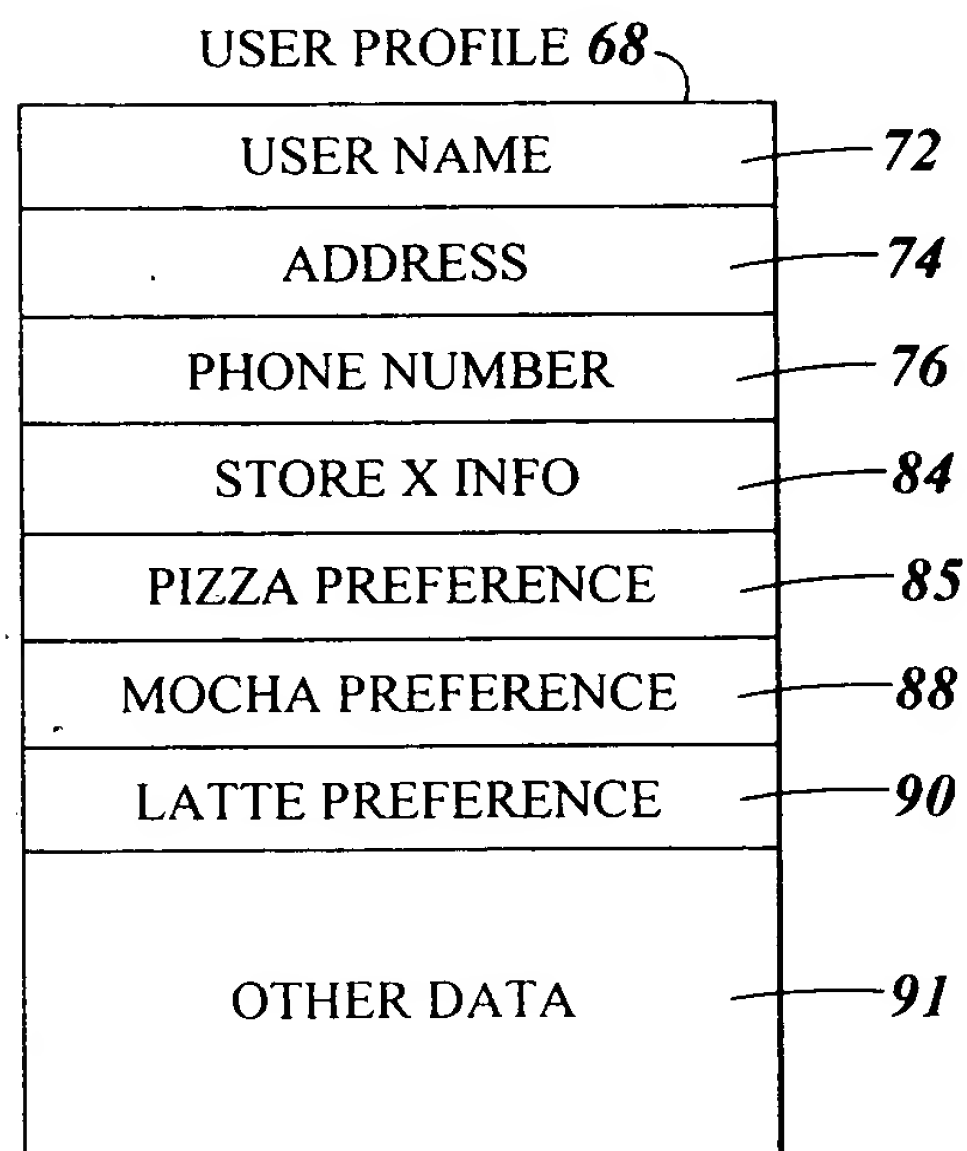 USER PROFILE 68
USER NAME 72
ADDRESS 74
PHONE NUMBER 76
STORE X INFO 84
PIZZA PREFERENCE 85
MOCHA PREFERENCE 88
LATTE PREFERENCE 90
OTHER DATA 91